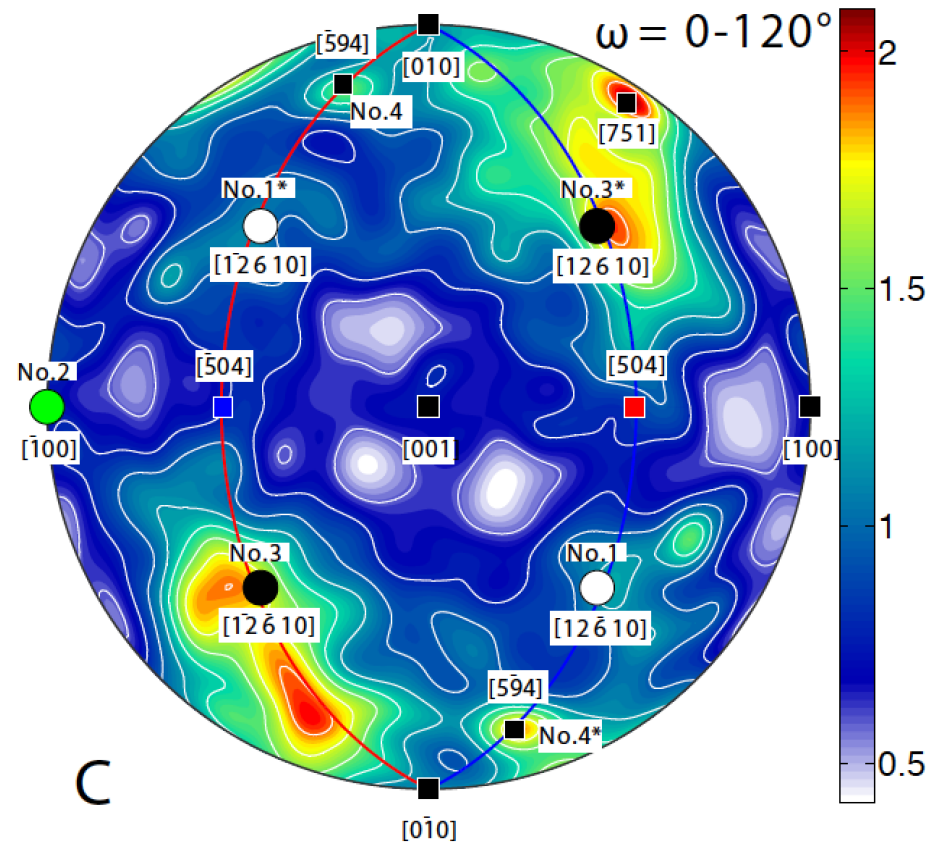 ω = 0-120°
[5̄94]
[010]
2
No.4
[751]
No.1*
No.3*
[1̄2 6 10]
[12 6 10]
1.5
[5̄04]
[504]
No.2
[1̄00]
[001]
[100]
1
No.3
No.1
[1̄2 6̄ 10]
[12 6̄ 10]
[59̄4]
No.4*
0.5
C
[01̄0]